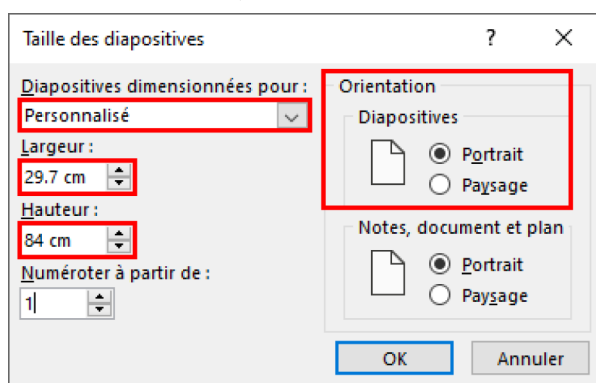 Taille des diapositives ?
Diapositives dimensionnées pour :
Personnalisé
Largeur :
29.7 cm
Hauteur :
84 cm
Numéroter à partir de :
1
Orientation
Diapositives
Portrait
Paysage
Notes, document et plan
Portrait
Paysage
OK Annuler